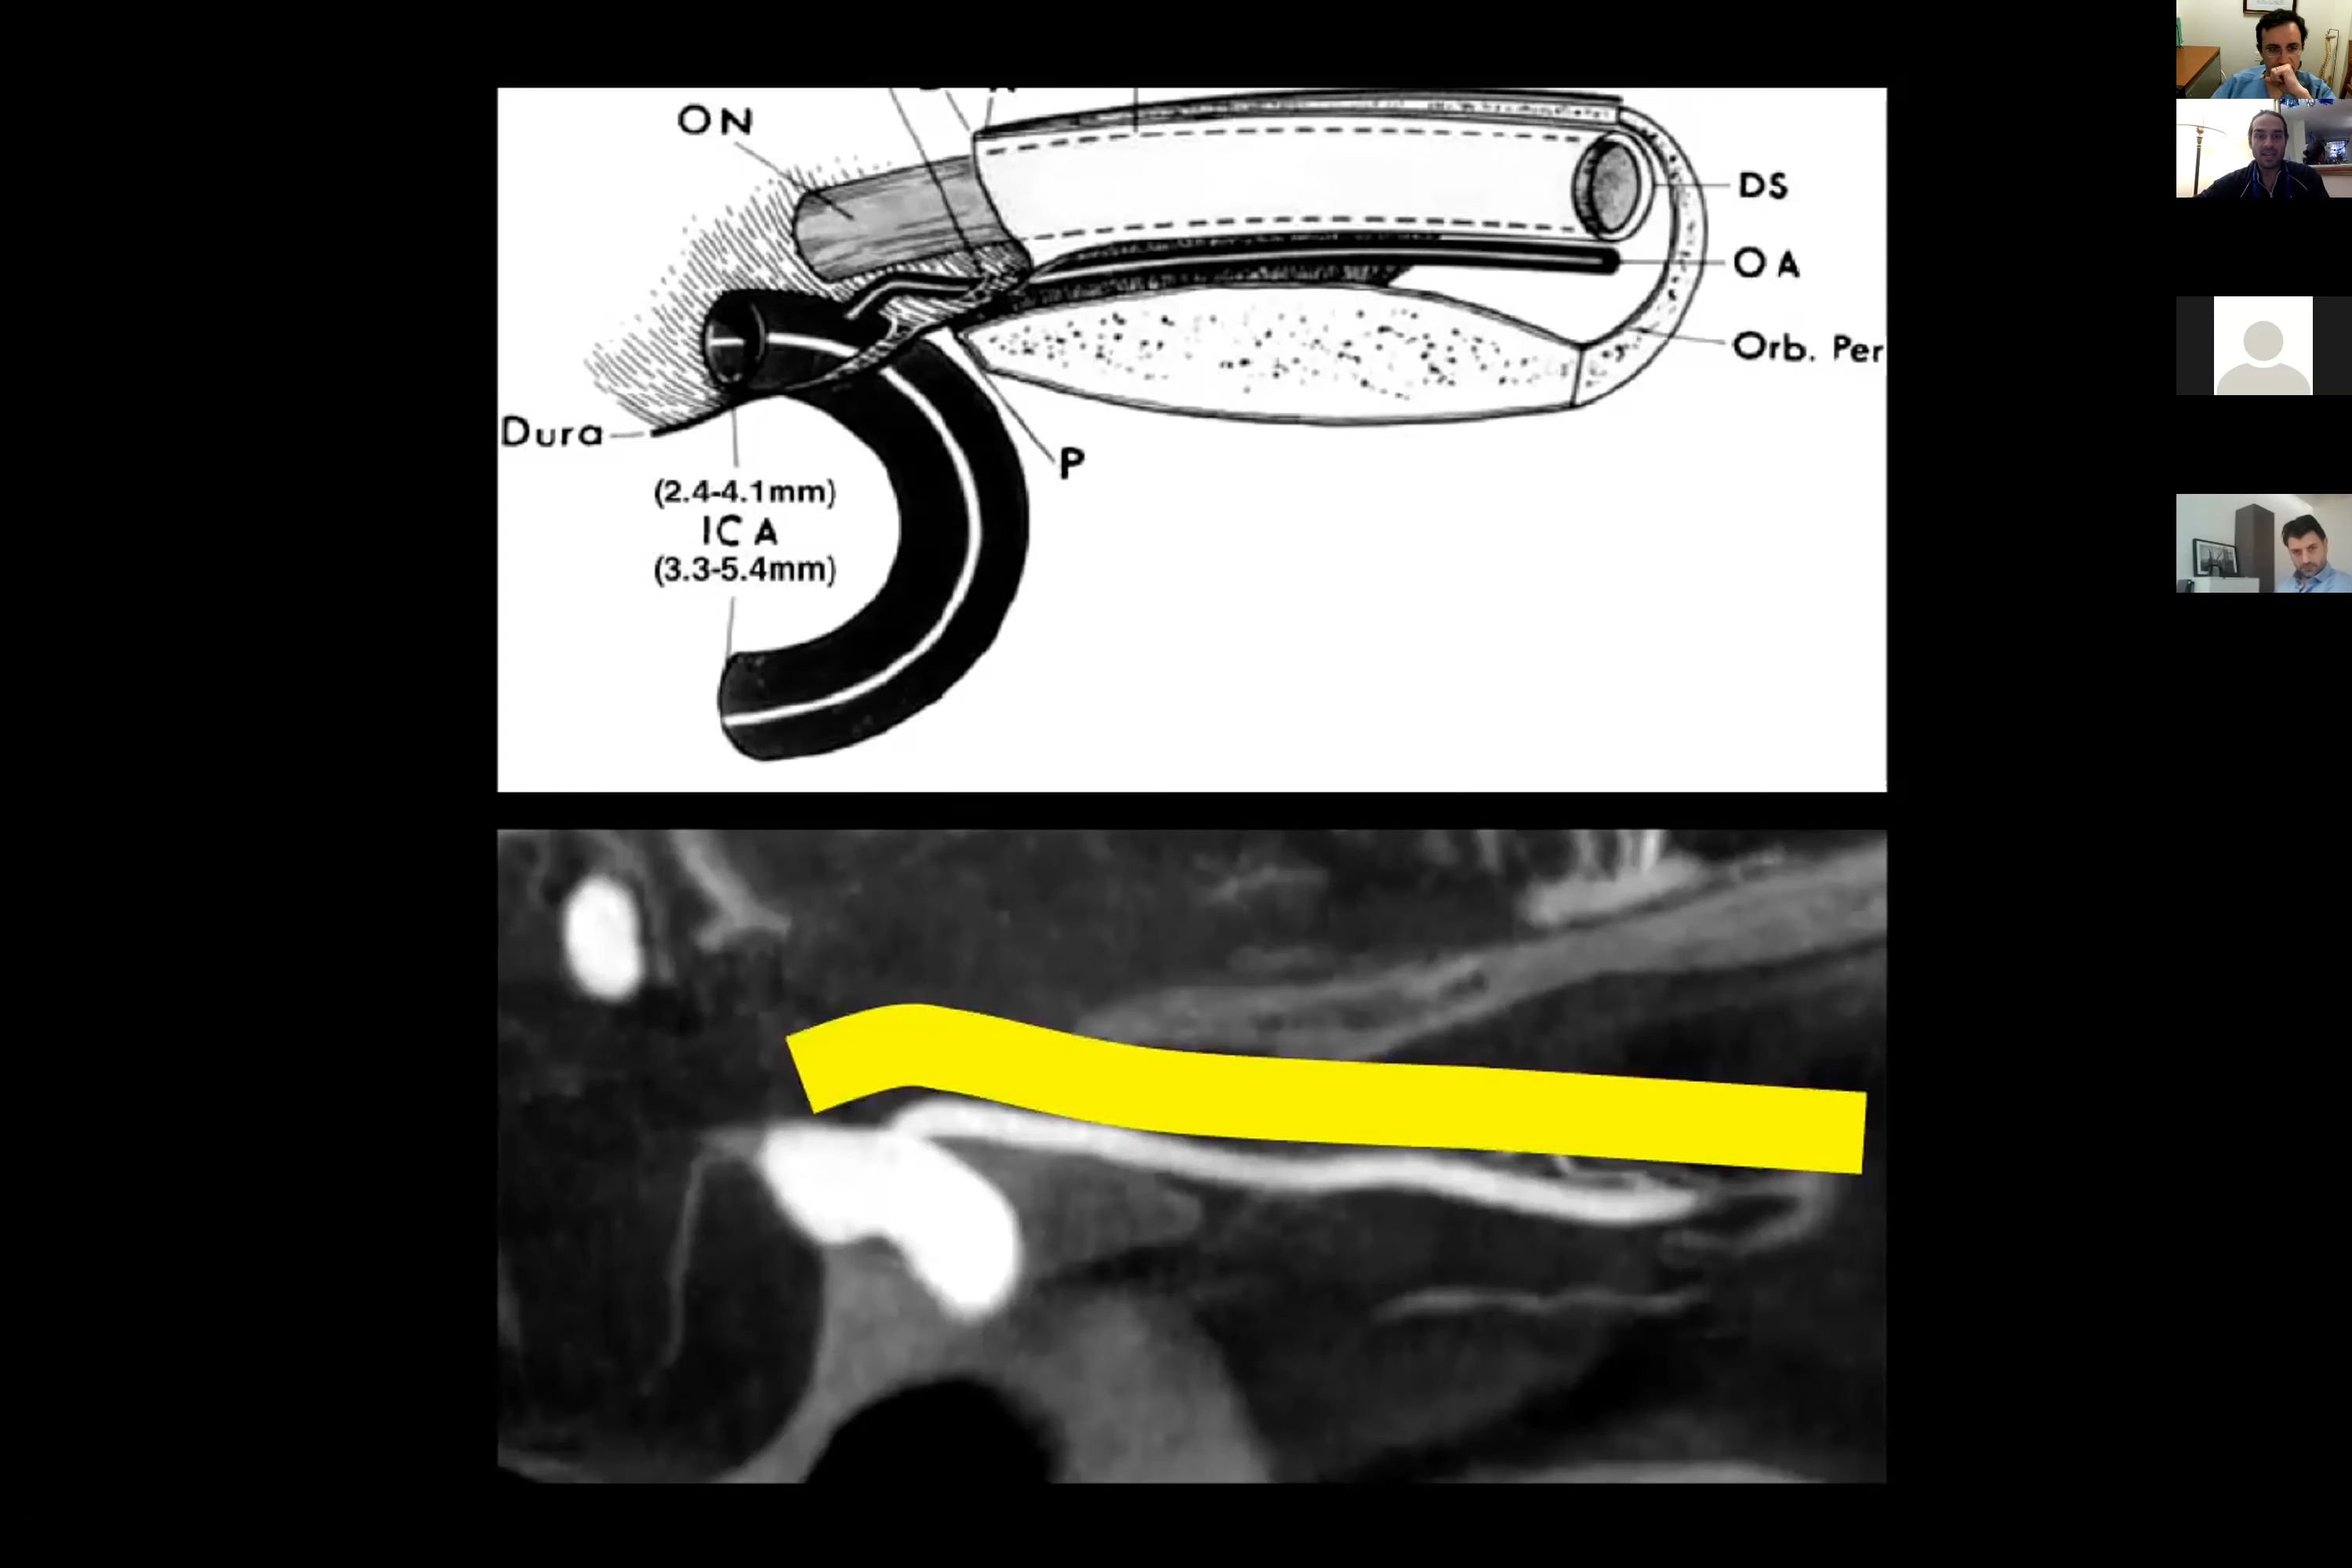 ON
DS
OA
Orb. Per
Dura
P
(2.4-4.1mm)
ICA
(3.3-5.4mm)